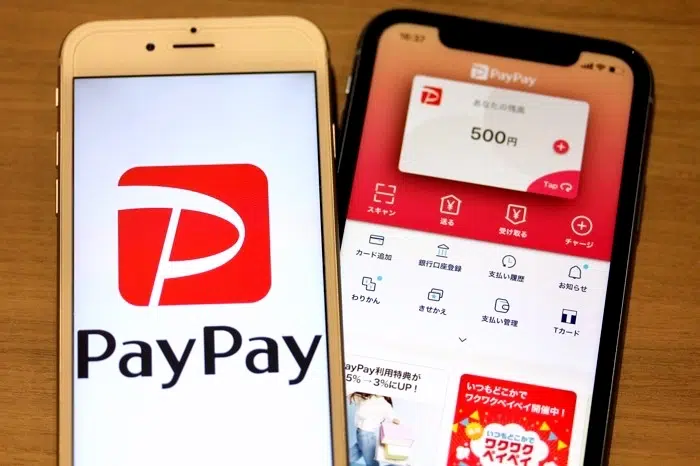 PayPay
16:37
PayPay
あなたの残高
500円
Tap
スキャン
送る
受け取る
チャージ
カード追加
銀行口座登録
支払い履歴
お知らせ
わりかん
きせかえ
支払い管理
Tカード
PayPay利用特典が
5%→3%にUP!
いつもどこかで
ワクワクペイペイ開催中!
いつもどこかで
ワクワク
ペイペイ